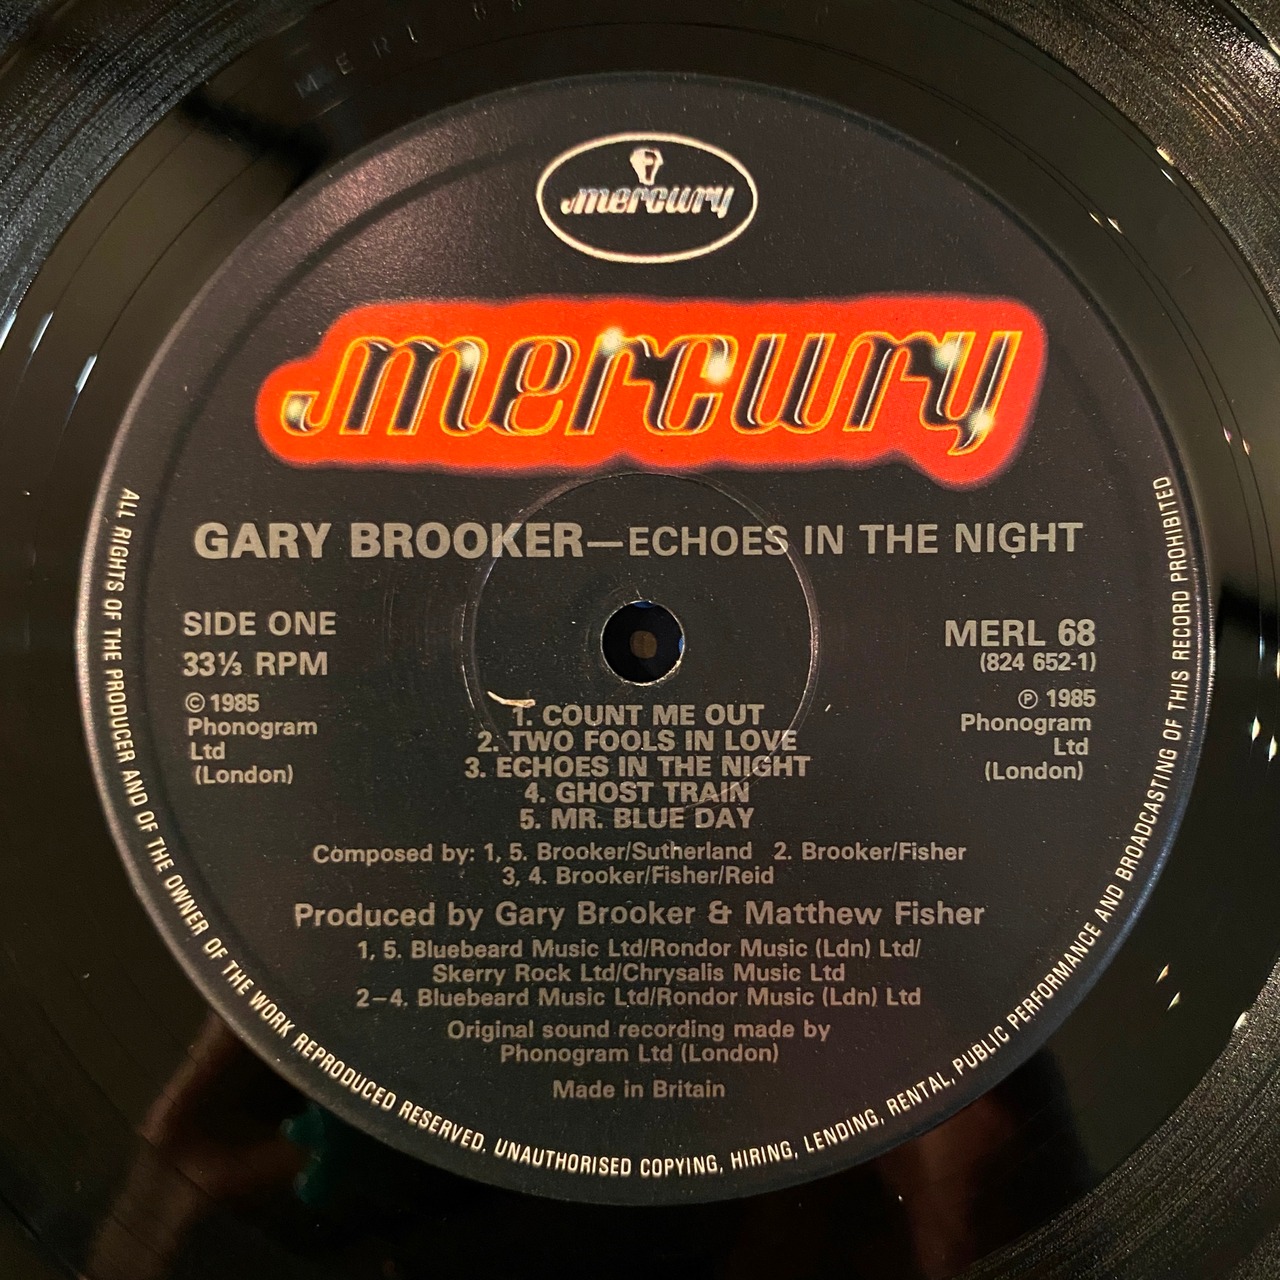 mercury
mercury
GARY BROOKER—ECHOES IN THE NIGHT
SIDE ONE
33⅓ RPM
© 1985
Phonogram
Ltd
(London)
MERL 68
(824 652-1)
℗ 1985
Phonogram
Ltd
(London)
1. COUNT ME OUT
2. TWO FOOLS IN LOVE
3. ECHOES IN THE NIGHT
4. GHOST TRAIN
5. MR. BLUE DAY
Composed by: 1, 5. Brooker/Sutherland 2. Brooker/Fisher
3, 4. Brooker/Fisher/Reid
Produced by Gary Brooker & Matthew Fisher
1, 5. Bluebeard Music Ltd/Rondor Music (Ldn) Ltd/
Skerry Rock Ltd/Chrysalis Music Ltd
2–4. Bluebeard Music Ltd/Rondor Music (Ldn) Ltd
Original sound recording made by
Phonogram Ltd (London)
Made in Britain
ALL RIGHTS OF THE PRODUCER AND OF THE OWNER OF THE WORK REPRODUCED RESERVED. UNAUTHORISED COPYING, HIRING, LENDING, RENTAL, PUBLIC PERFORMANCE AND BROADCASTING OF THIS RECORD PROHIBITED